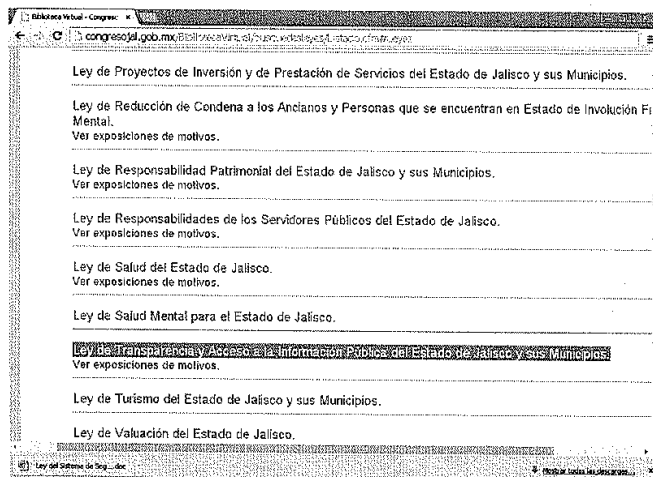 Biblioteca Virtual - Congresc
congresojal.gob.mx/BibliotecaVirtual/busquedasleyes/Listado.cfm#Leyes
Ley de Proyectos de Inversión y de Prestación de Servicios del Estado de Jalisco y sus Municipios.
Ley de Reducción de Condena a los Ancianos y Personas que se encuentran en Estado de Involución Fí
Mental.
Ver exposiciones de motivos.
Ley de Responsabilidad Patrimonial del Estado de Jalisco y sus Municipios.
Ver exposiciones de motivos.
Ley de Responsabilidades de los Servidores Públicos del Estado de Jalisco.
Ver exposiciones de motivos.
Ley de Salud del Estado de Jalisco.
Ver exposiciones de motivos.
Ley de Salud Mental para el Estado de Jalisco.
Ley de Transparencia y Acceso a la Información Pública del Estado de Jalisco y sus Municipios.
Ver exposiciones de motivos.
Ley de Turismo del Estado de Jalisco y sus Municipios.
Ley de Valuación del Estado de Jalisco.
Ley del Sistema de Seg....doc
Mostrar todas las descargas...